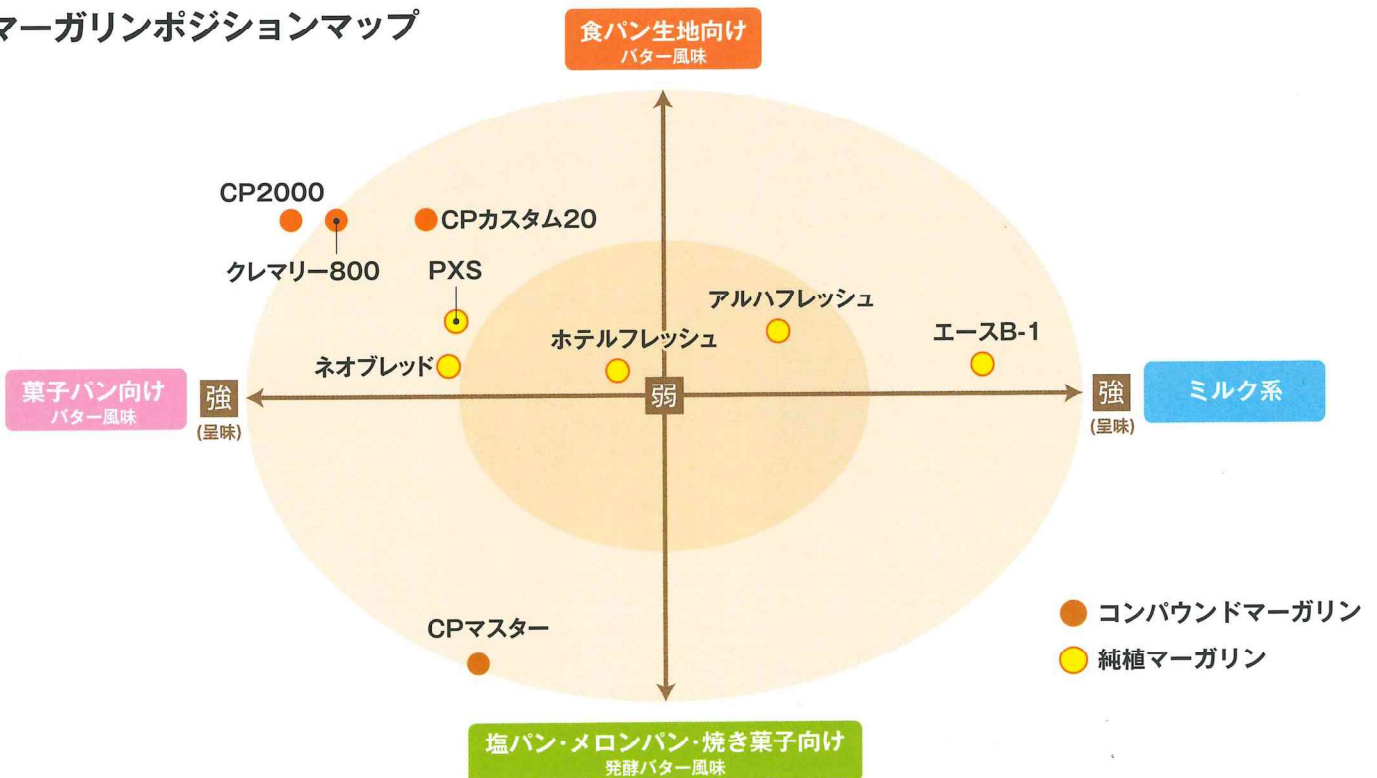 マーガリンポジションマップ
食パン生地向け
バター風味
CP2000
CPカスタム20
クレマリー800
PXS
アルハフレッシュ
エースB-1
ホテルフレッシュ
ネオブレッド
菓子パン向け
バター風味
強
(呈味)
弱
強
(呈味)
ミルク系
CPマスター
コンパウンドマーガリン
純植マーガリン
塩パン・メロンパン・焼き菓子向け
発酵バター風味